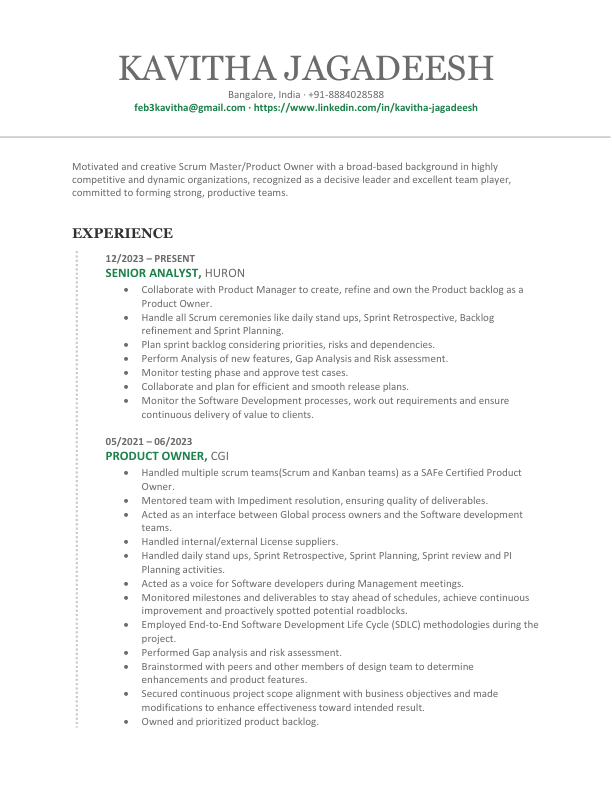 KAVITHA JAGADEESH
Bangalore, India · +91-8884028588
feb3kavitha@gmail.com · https://www.linkedin.com/in/kavitha-jagadeesh
Motivated and creative Scrum Master/Product Owner with a broad-based background in highly
competitive and dynamic organizations, recognized as a decisive leader and excellent team player,
committed to forming strong, productive teams.
EXPERIENCE
12/2023 – PRESENT
SENIOR ANALYST, HURON
• Collaborate with Product Manager to create, refine and own the Product backlog as a
Product Owner.
• Handle all Scrum ceremonies like daily stand ups, Sprint Retrospective, Backlog
refinement and Sprint Planning.
• Plan sprint backlog considering priorities, risks and dependencies.
• Perform Analysis of new features, Gap Analysis and Risk assessment.
• Monitor testing phase and approve test cases.
• Collaborate and plan for efficient and smooth release plans.
• Monitor the Software Development processes, work out requirements and ensure
continuous delivery of value to clients.
05/2021 – 06/2023
PRODUCT OWNER, CGI
• Handled multiple scrum teams(Scrum and Kanban teams) as a SAFe Certified Product
Owner.
• Mentored team with Impediment resolution, ensuring quality of deliverables.
• Acted as an interface between Global process owners and the Software development
teams.
• Handled internal/external License suppliers.
• Handled daily stand ups, Sprint Retrospective, Sprint Planning, Sprint review and PI
Planning activities.
• Acted as a voice for Software developers during Management meetings.
• Monitored milestones and deliverables to stay ahead of schedules, achieve continuous
improvement and proactively spotted potential roadblocks.
• Employed End-to-End Software Development Life Cycle (SDLC) methodologies during the
project.
• Performed Gap analysis and risk assessment.
• Brainstormed with peers and other members of design team to determine
enhancements and product features.
• Secured continuous project scope alignment with business objectives and made
modifications to enhance effectiveness toward intended result.
• Owned and prioritized product backlog.